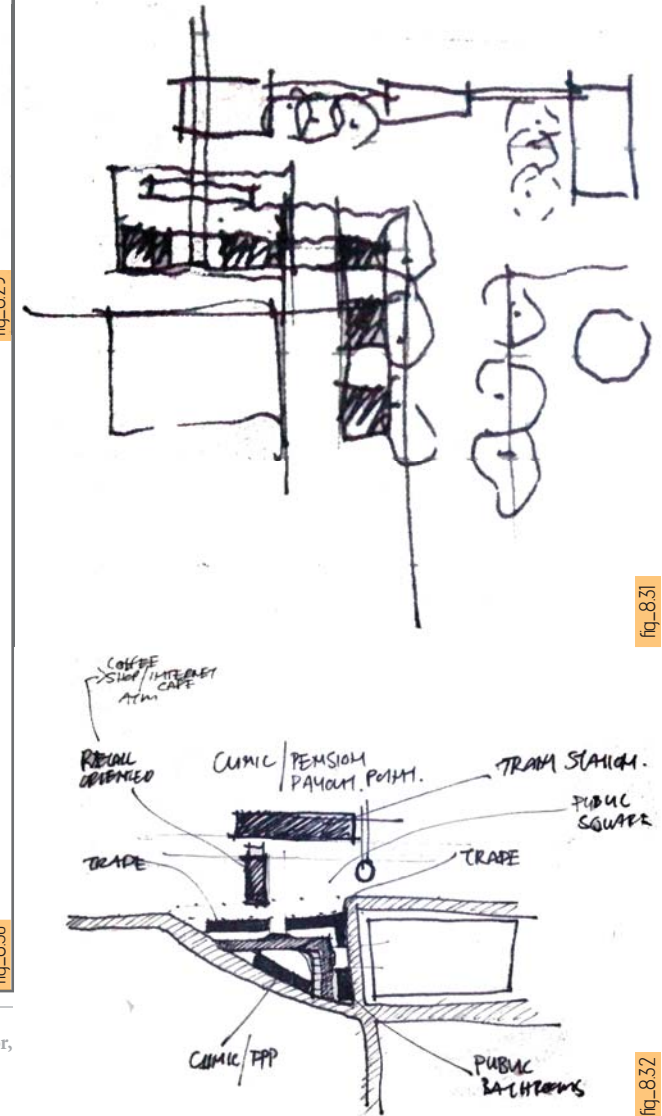 fig_8.31
COFFEE
SHOP/INTERNET
CAFE
ATM
RETAIL
ORIENTED
CLINIC/PENSION
PAYOUT POINT.
TRAM STATION.
PUBLIC
SQUARE
TRADE
TRADE
CLINIC/PPP
PUBLIC
BATHROOMS
fig_8.32